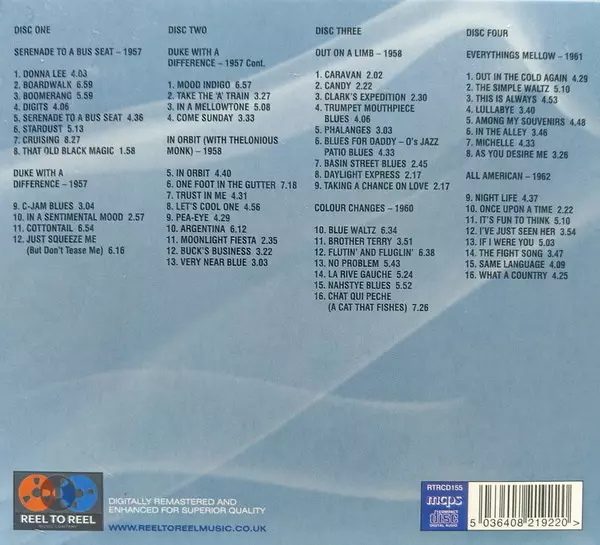 DISC ONE
SERENADE TO A BUS SEAT – 1957
1. DONNA LEE 4.03
2. BOARDWALK 6.59
3. BOOMERANG 5.59
4. DIGITS 4.06
5. SERENADE TO A BUS SEAT 4.36
6. STARDUST 5.13
7. CRUISING 8.27
8. THAT OLD BLACK MAGIC 1.58
DUKE WITH A
DIFFERENCE – 1957
9. C-JAM BLUES 3.04
10. IN A SENTIMENTAL MOOD 2.57
11. COTTONTAIL 6.54
12. JUST SQUEEZE ME
(But Don't Tease Me) 6.16
DISC TWO
DUKE WITH A
DIFFERENCE – 1957 Cont.
1. MOOD INDIGO 6.57
2. TAKE THE 'A' TRAIN 3.27
3. IN A MELLOWTONE 5.08
4. COME SUNDAY 3.33
IN ORBIT (WITH THELONIOUS
MONK) – 1958
5. IN ORBIT 4.40
6. ONE FOOT IN THE GUTTER 7.18
7. TRUST IN ME 4.31
8. LET'S COOL ONE 4.56
9. PEA-EYE 4.29
10. ARGENTINA 6.12
11. MOONLIGHT FIESTA 2.35
12. BUCK'S BUSINESS 3.22
13. VERY NEAR BLUE 3.03
DISC THREE
OUT ON A LIMB – 1958
1. CARAVAN 2.02
2. CANDY 2.22
3. CLARK'S EXPEDITION 2.30
4. TRUMPET MOUTHPIECE
BLUES 4.06
5. PHALANGES 3.03
6. BLUES FOR DADDY – O's JAZZ
PATIO BLUES 4.33
7. BASIN STREET BLUES 2.45
8. DAYLIGHT EXPRESS 2.17
9. TAKING A CHANCE ON LOVE 2.17
COLOUR CHANGES – 1960
10. BLUE WALTZ 6.34
11. BROTHER TERRY 3.51
12. FLUTIN' AND FLUGLIN' 6.38
13. NO PROBLEM 5.43
14. LA RIVE GAUCHE 5.24
15. NAHSTYE BLUES 5.52
16. CHAT QUI PECHE
(A CAT THAT FISHES) 7.26
DISC FOUR
EVERYTHINGS MELLOW – 1961
1. OUT IN THE COLD AGAIN 4.29
2. THE SIMPLE WALTZ 5.10
3. THIS IS ALWAYS 4.53
4. LULLABYE 3.40
5. AMONG MY SOUVENIRS 4.48
6. IN THE ALLEY 3.46
7. MICHELLE 4.33
8. AS YOU DESIRE ME 3.26
ALL AMERICAN – 1962
9. NIGHT LIFE 4.37
10. ONCE UPON A TIME 2.22
11. IT'S FUN TO THINK 5.10
12. I'VE JUST SEEN HER 3.54
13. IF I WERE YOU 5.03
14. THE FIGHT SONG 3.47
15. SAME LANGUAGE 4.09
16. WHAT A COUNTRY 4.25
REEL TO REEL
MUSIC COMPANY
DIGITALLY REMASTERED AND
ENHANCED FOR SUPERIOR QUALITY
WWW.REELTOREELMUSIC.CO.UK
RTRCD155
mcps
COMPACT
disc
DIGITAL AUDIO
5 036408 219220 >